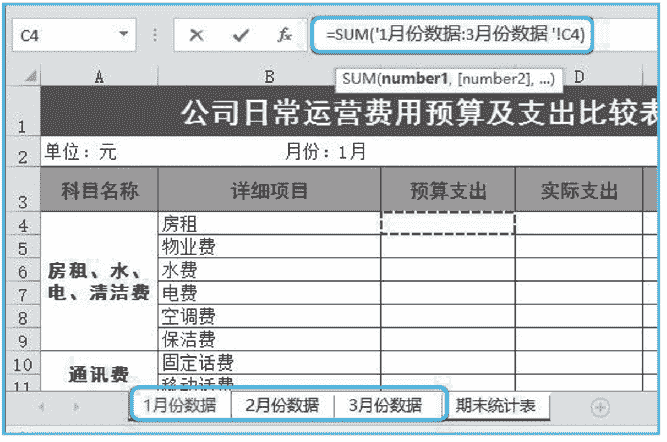 C4
=SUM('1月份数据:3月份数据 '!C4)
SUM(number1, [number2], ...)
A B D
1 公司日常运营费用预算及支出比较表
2 单位：元 月份：1月
3 科目名称 详细项目 预算支出 实际支出
4 房租
5 物业费
6 房租、水、 水费
7 电、清洁费 电费
8 空调费
9 保洁费
10 通讯费 固定话费
11 移动话费
1月份数据 2月份数据 3月份数据 期末统计表